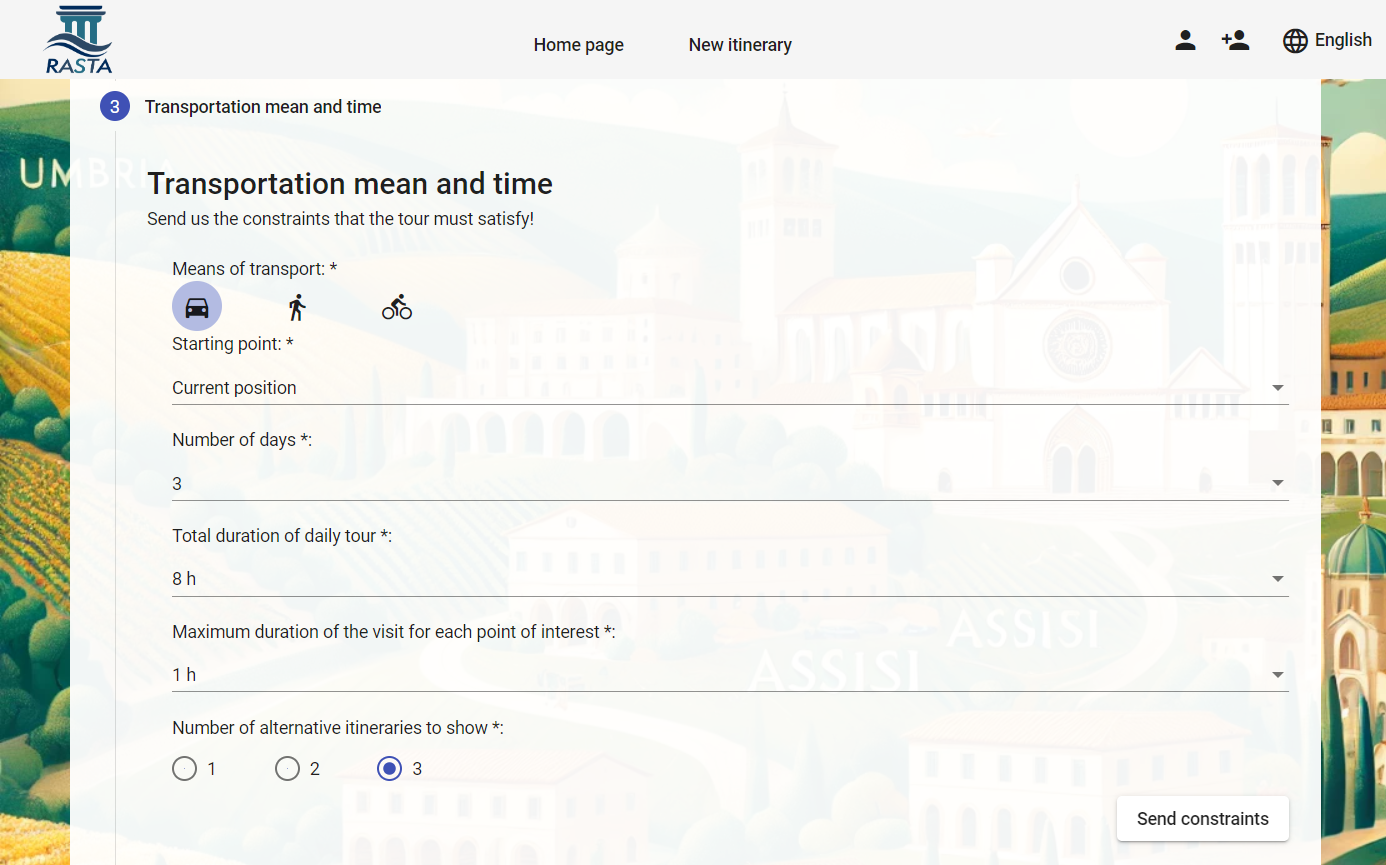 RASTA
Home page
New itinerary
English
3
Transportation mean and time
UMBRIA
Transportation mean and time
Send us the constraints that the tour must satisfy!
Means of transport: *
Starting point: *
Current position
Number of days *:
3
Total duration of daily tour *:
8 h
ASSISI
Maximum duration of the visit for each point of interest *:
ASSISI
1 h
Number of alternative itineraries to show *:
1
2
3
Send constraints